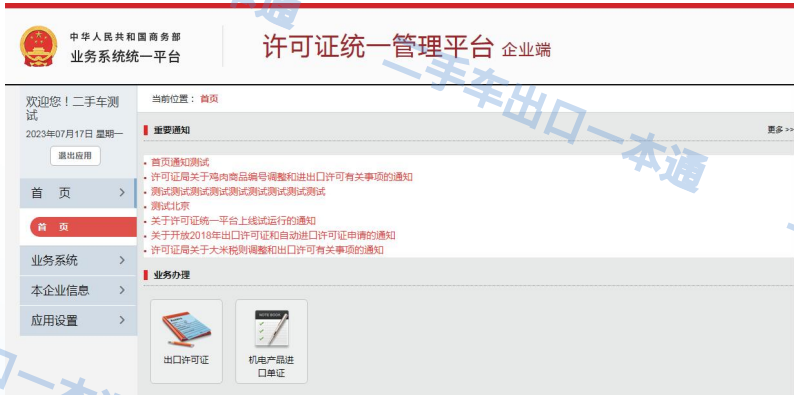 中华人民共和国商务部
业务系统统一平台
许可证统一管理平台 企业端
欢迎您！二手车测
试
2023年07月17日 星期一
退出应用
首 页
首 页
业务系统
本企业信息
应用设置
当前位置： 首页
重要通知
更多 >>
首页通知测试
许可证局关于鸡肉商品编号调整和进出口许可有关事项的通知
测试测试测试测试测试测试测试测试测试
测试北京
关于许可证统一平台上线试运行的通知
关于开放2018年出口许可证和自动进口许可证申请的通知
许可证局关于大米税则调整和出口许可有关事项的通知
业务办理
出口许可证
NOTE BOOK
机电产品进
口单证
二手车出口一本通